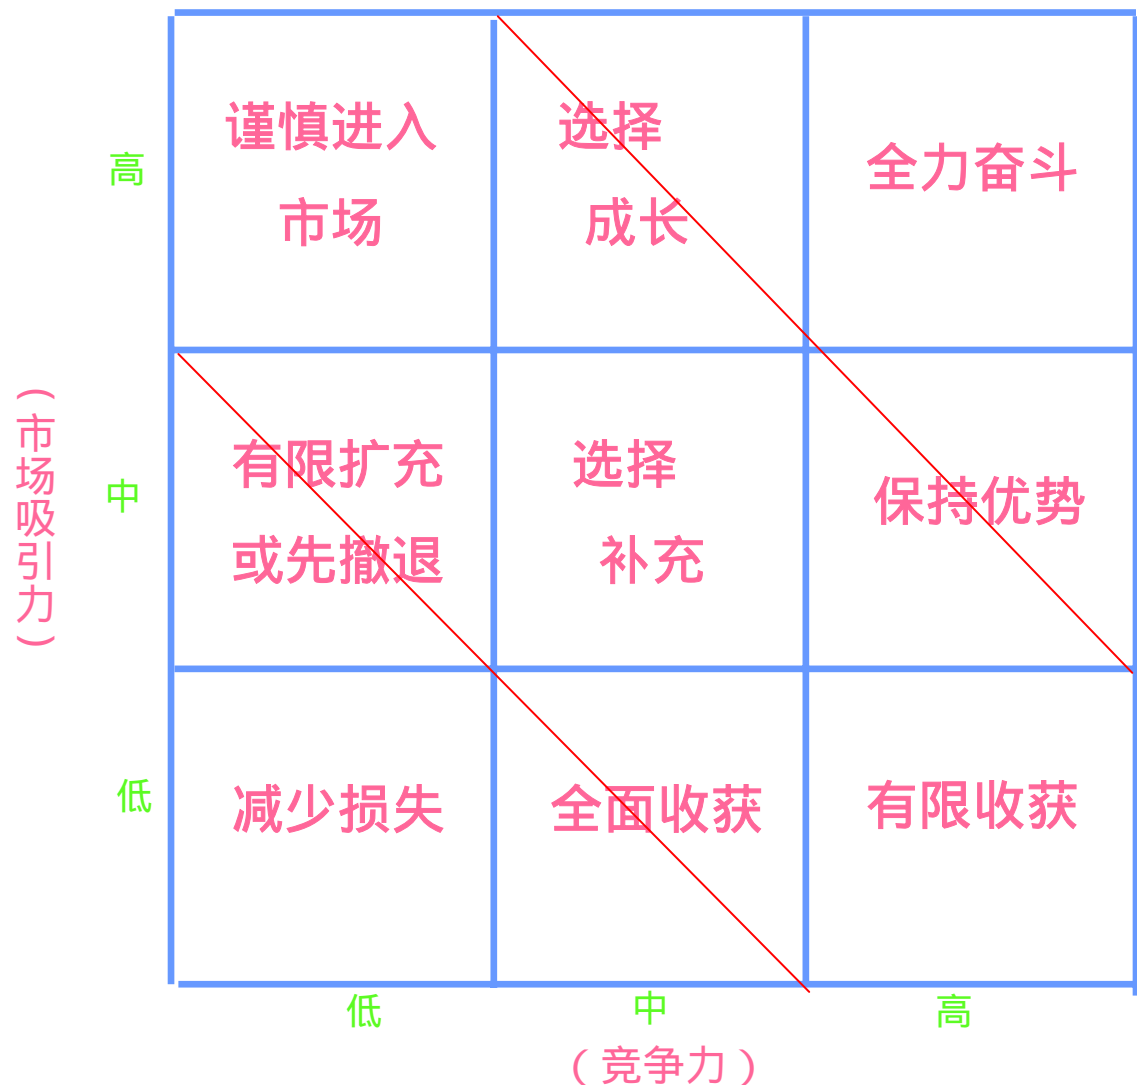 谨慎进入
市场
选择
成长
全力奋斗
高
（市场吸引力）
有限扩充
或先撤退
选择
补充
保持优势
中
减少损失
全面收获
有限收获
低
低
中
高
（竞争力）